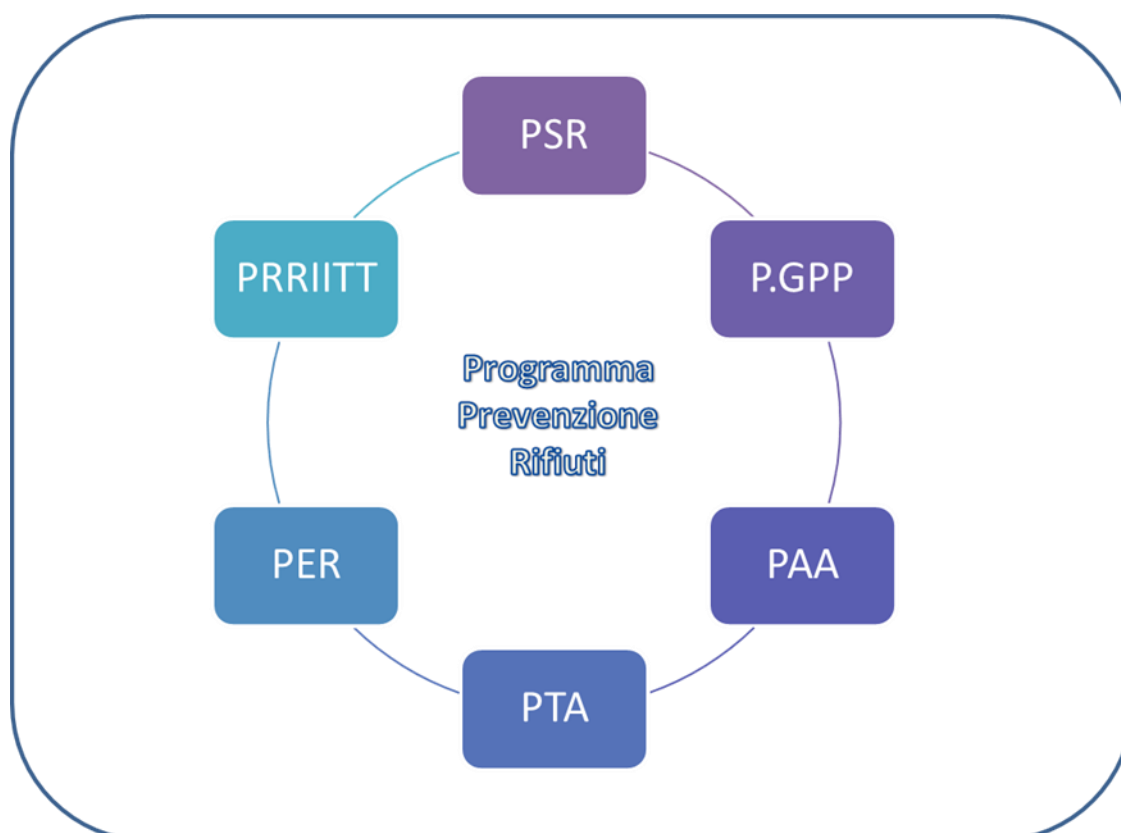 PSR
PRRIITT
P.GPP
Programma
Prevenzione
Rifiuti
PER
PAA
PTA